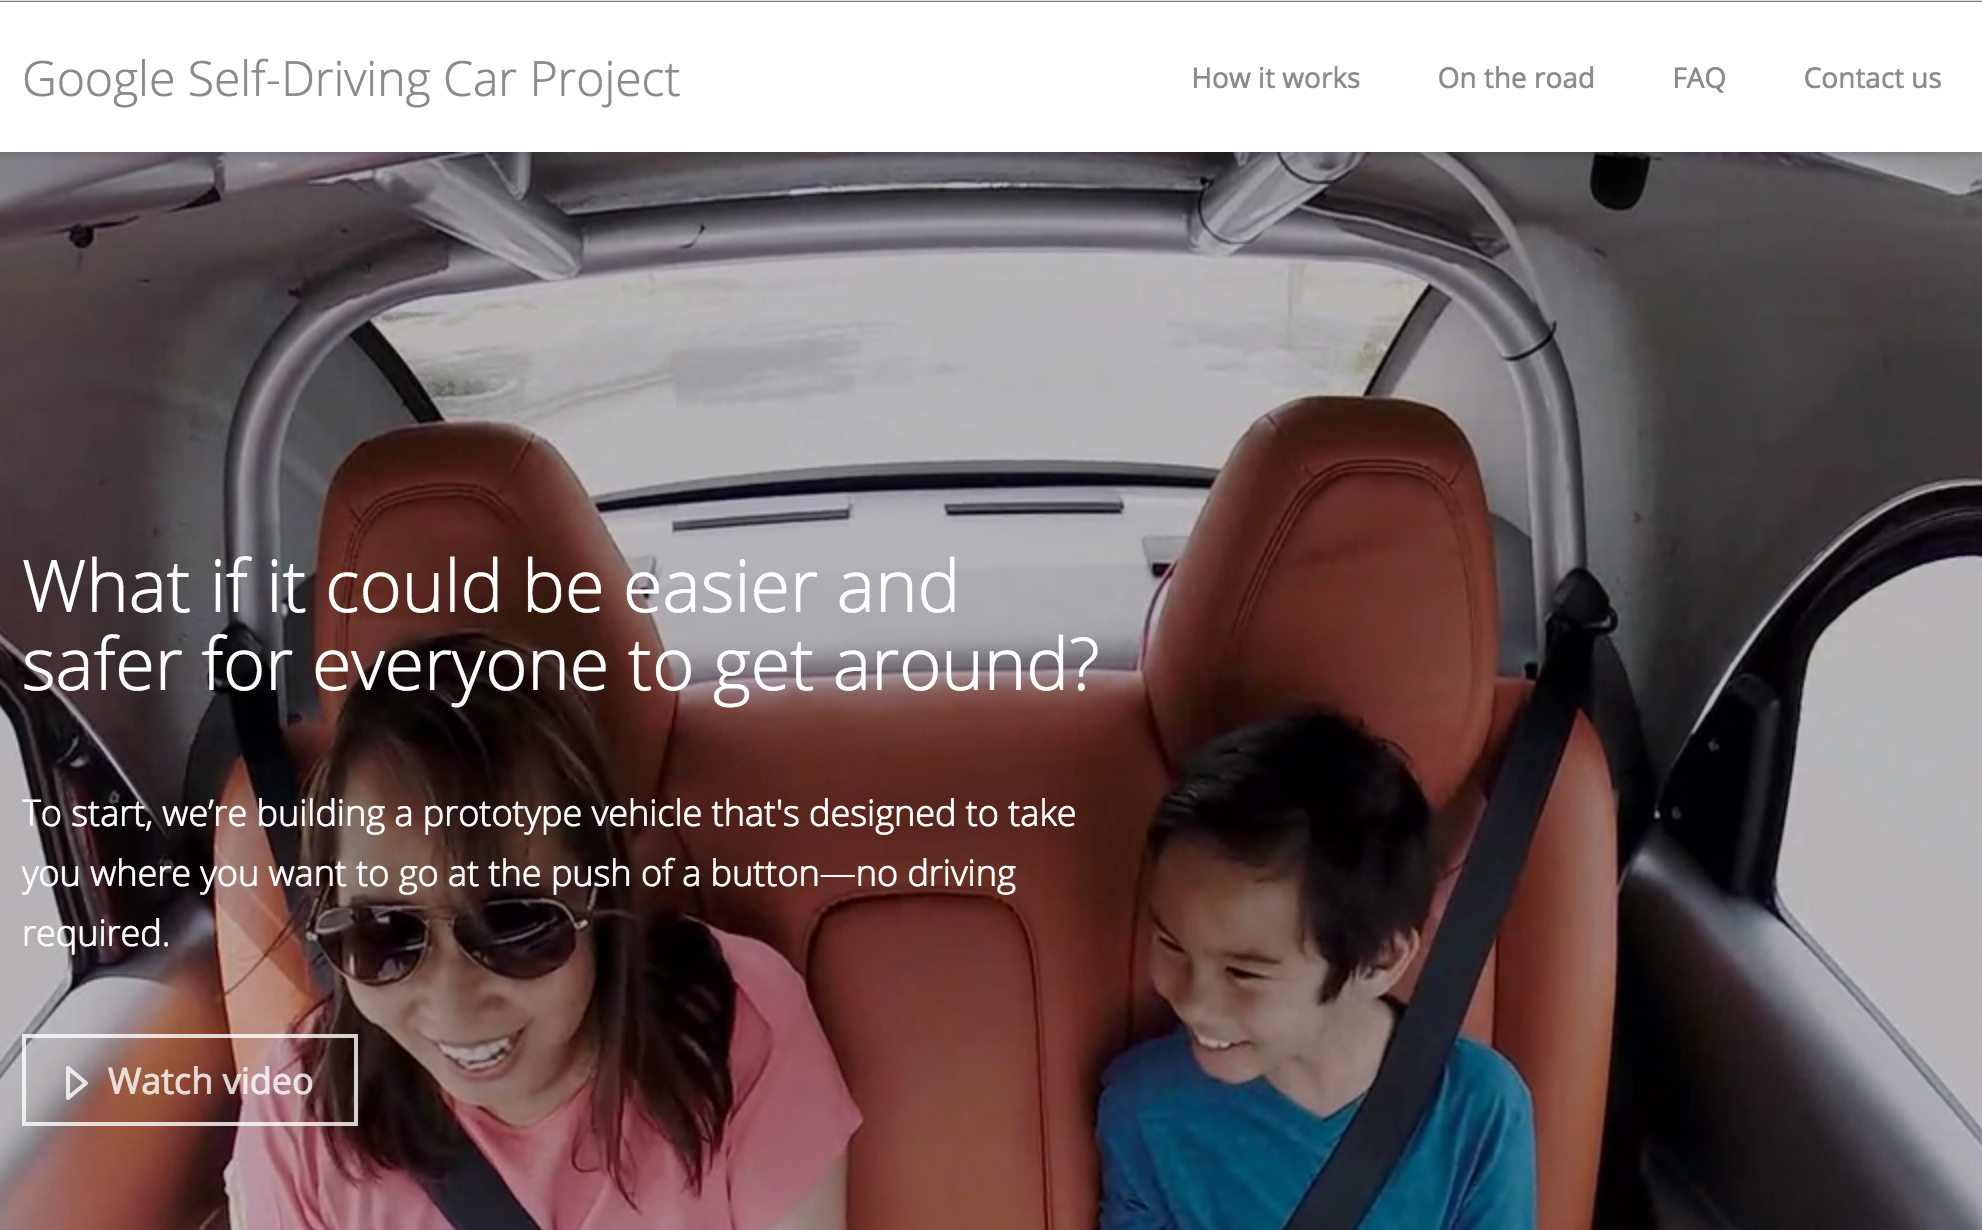 Google Self-Driving Car Project
How it works
On the road
FAQ
Contact us
What if it could be easier and
safer for everyone to get around?
To start, we’re building a prototype vehicle that's designed to take
you where you want to go at the push of a button—no driving
required.
Watch video